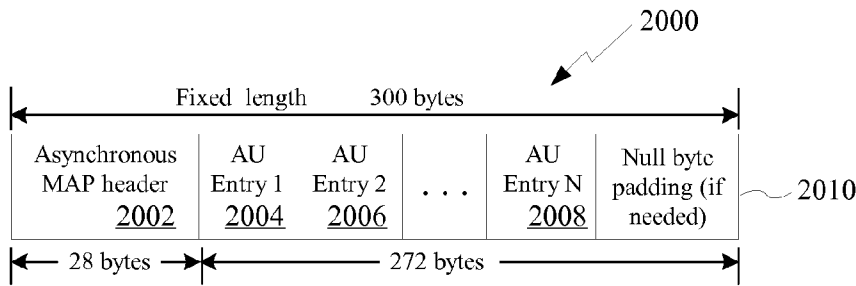 2000
Fixed length 300 bytes
Asynchronous
MAP header
2002
AU
Entry 1
2004
AU
Entry 2
2006
. . .
AU
Entry N
2008
Null byte
padding (if
needed)
2010
28 bytes
272 bytes